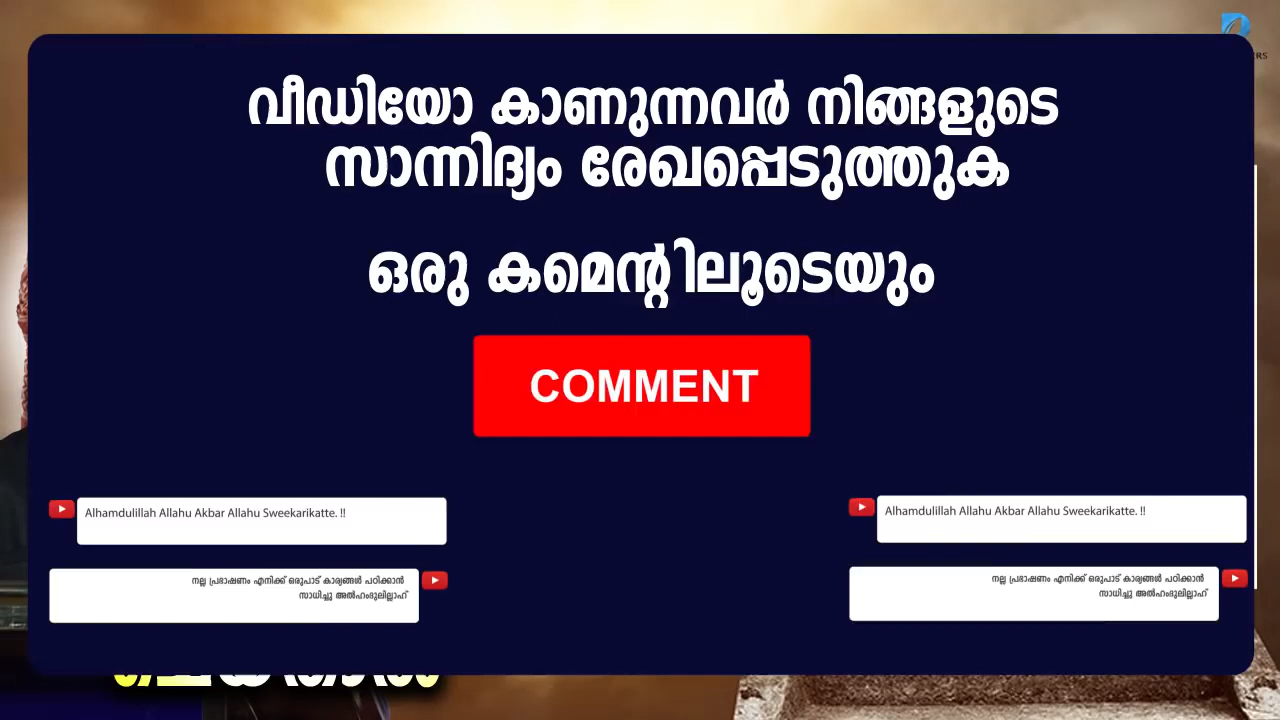 വീഡിയോ കാണുന്നവർ നിങ്ങളുടെ
സാന്നിദ്യം രേഖപ്പെടുത്തുക
ഒരു കമെന്റിലൂടെയും
COMMENT
Alhamdulillah Allahu Akbar Allahu Sweekarikatte. !!
Alhamdulillah Allahu Akbar Allahu Sweekarikatte. !!
നല്ല പ്രഭാഷണം എനിക്ക് ഒരുപാട് കാര്യങ്ങൾ പഠിക്കാൻ
സാധിച്ചു അൽഹംദുലില്ലാഹ്
നല്ല പ്രഭാഷണം എനിക്ക് ഒരുപാട് കാര്യങ്ങൾ പഠിക്കാൻ
സാധിച്ചു അൽഹംദുലില്ലാഹ്